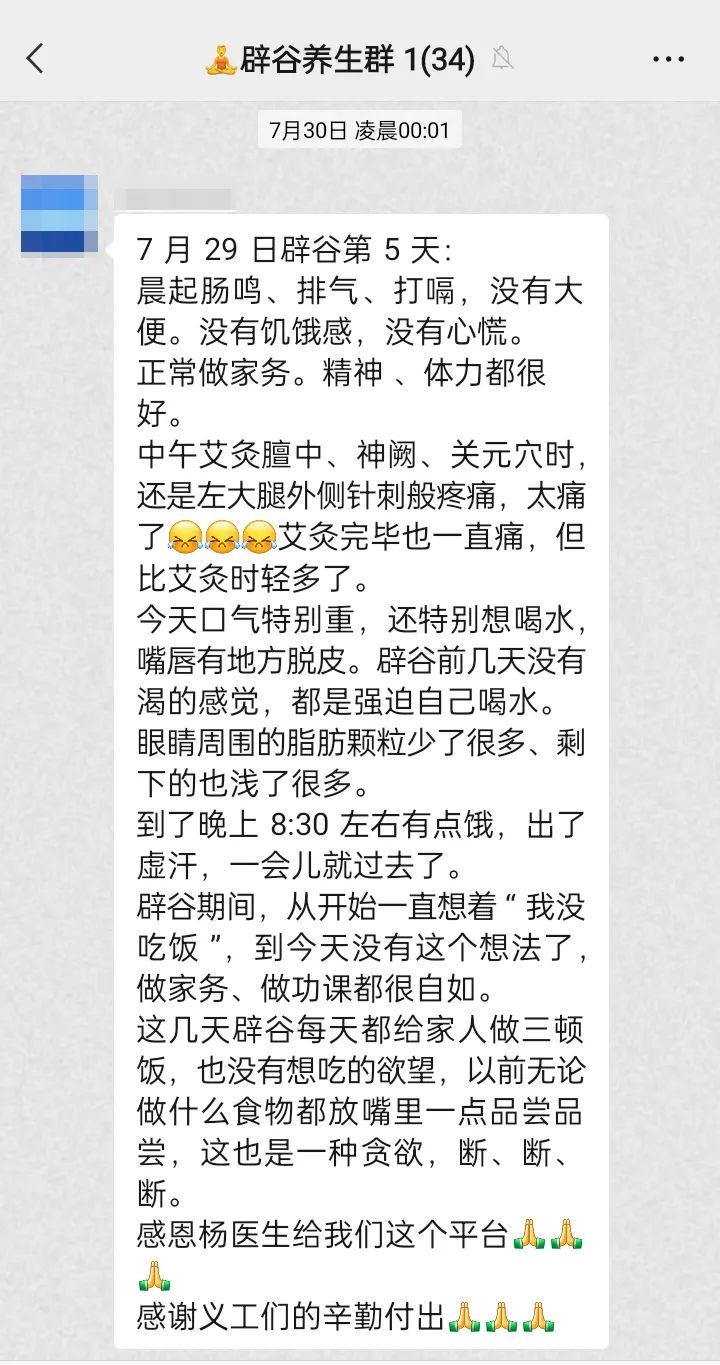 辟谷养生群 1(34)
7月30日 凌晨00:01
7 月 29 日辟谷第 5 天：
晨起肠鸣、排气、打嗝，没有大
便。没有饥饿感，没有心慌。
正常做家务。精神 、体力都很
好。
中午艾灸膻中、神阙、关元穴时，
还是左大腿外侧针刺般疼痛，太痛
了😣😣😣艾灸完毕也一直痛，但
比艾灸时轻多了。
今天口气特别重，还特别想喝水，
嘴唇有地方脱皮。辟谷前几天没有
渴的感觉，都是强迫自己喝水。
眼睛周围的脂肪颗粒少了很多、剩
下的也浅了很多。
到了晚上 8:30 左右有点饿，出了
虚汗，一会儿就过去了。
辟谷期间，从开始一直想着 “ 我没
吃饭 ”，到今天没有这个想法了，
做家务、做功课都很自如。
这几天辟谷每天都给家人做三顿
饭，也没有想吃的欲望，以前无论
做什么食物都放嘴里一点品尝品
尝，这也是一种贪欲，断、断、
断。
感恩杨医生给我们这个平台🙏🙏
🙏
感谢义工们的辛勤付出🙏🙏🙏